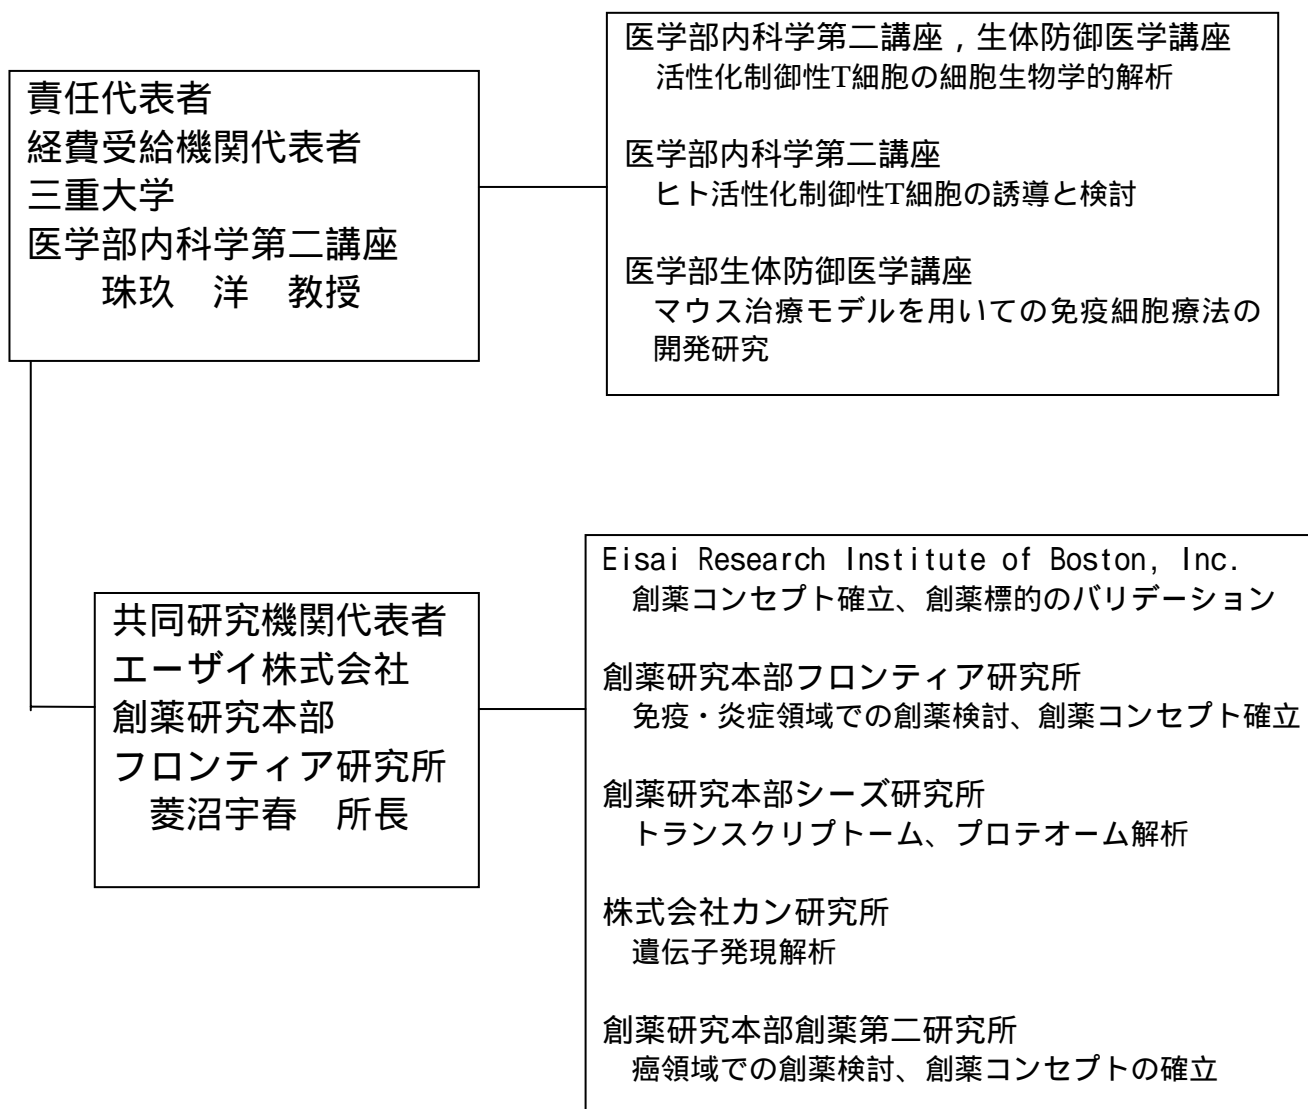 責任代表者
経費受給機関代表者
三重大学
医学部内科学第二講座
珠玖　洋　教授
医学部内科学第二講座，生体防御医学講座
活性化制御性T細胞の細胞生物学的解析
医学部内科学第二講座
ヒト活性化制御性T細胞の誘導と検討
医学部生体防御医学講座
マウス治療モデルを用いての免疫細胞療法の
開発研究
共同研究機関代表者
エーザイ株式会社
創薬研究本部
フロンティア研究所
菱沼宇春　所長
Eisai Research Institute of Boston, Inc.
創薬コンセプト確立、創薬標的のバリデーション
創薬研究本部フロンティア研究所
免疫・炎症領域での創薬検討、創薬コンセプト確立
創薬研究本部シーズ研究所
トランスクリプトーム、プロテオーム解析
株式会社カン研究所
遺伝子発現解析
創薬研究本部創薬第二研究所
癌領域での創薬検討、創薬コンセプトの確立